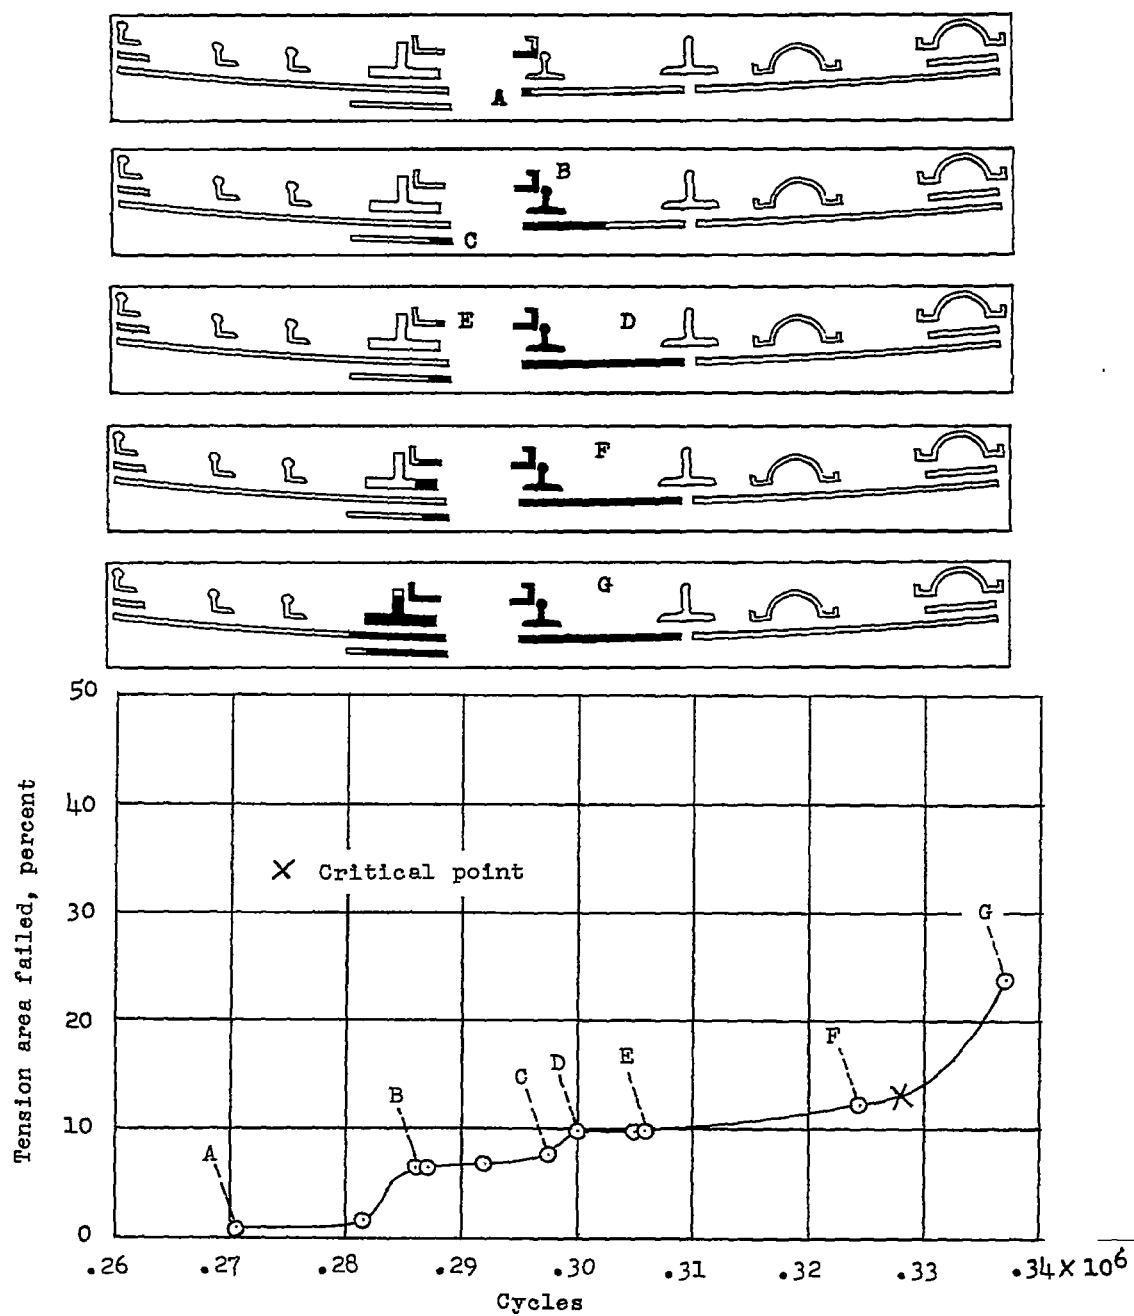 A
B
C
E D
F
G
50
40
30
20
10
0
Tension area failed, percent
X Critical point
A
B
C
D
E
F
G
.26 .27 .28 .29 .30 .31 .32 .33 .34 × 10⁶
Cycles